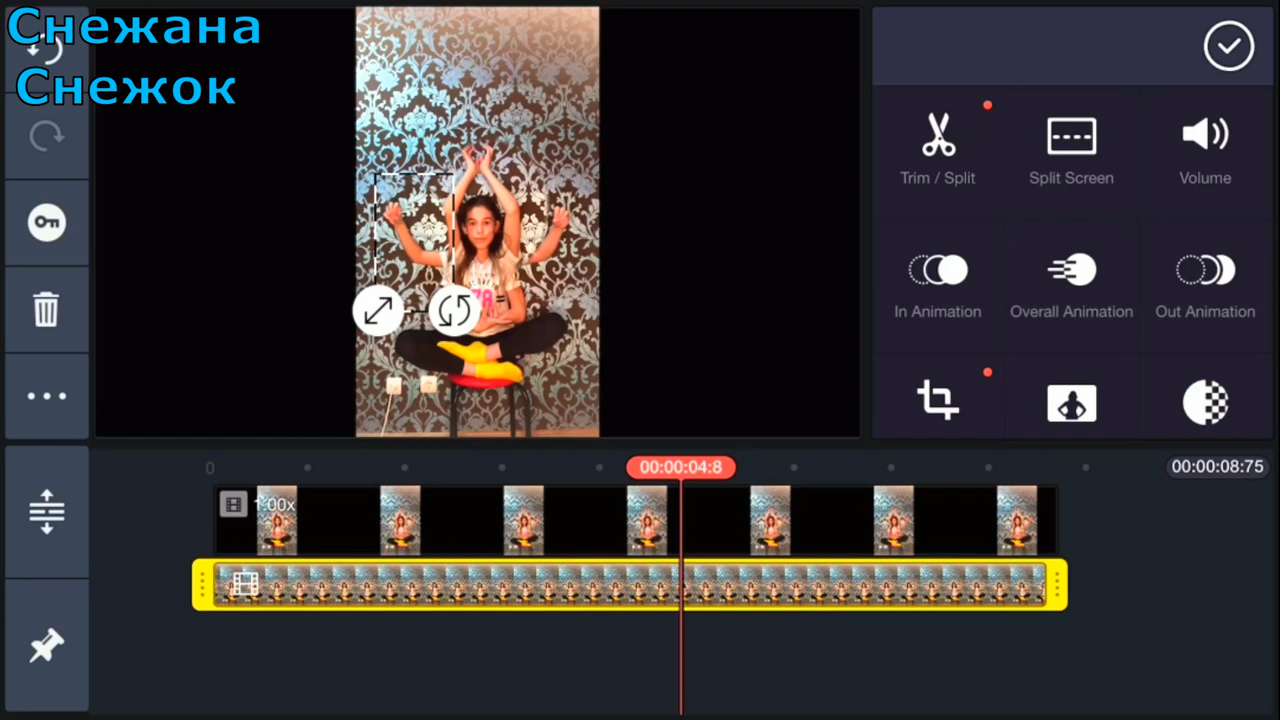 Снежана
Снежок
Trim / Split
Split Screen
Volume
In Animation
Overall Animation
Out Animation
0
00:00:04:8
00:00:08:75
1.00x
78